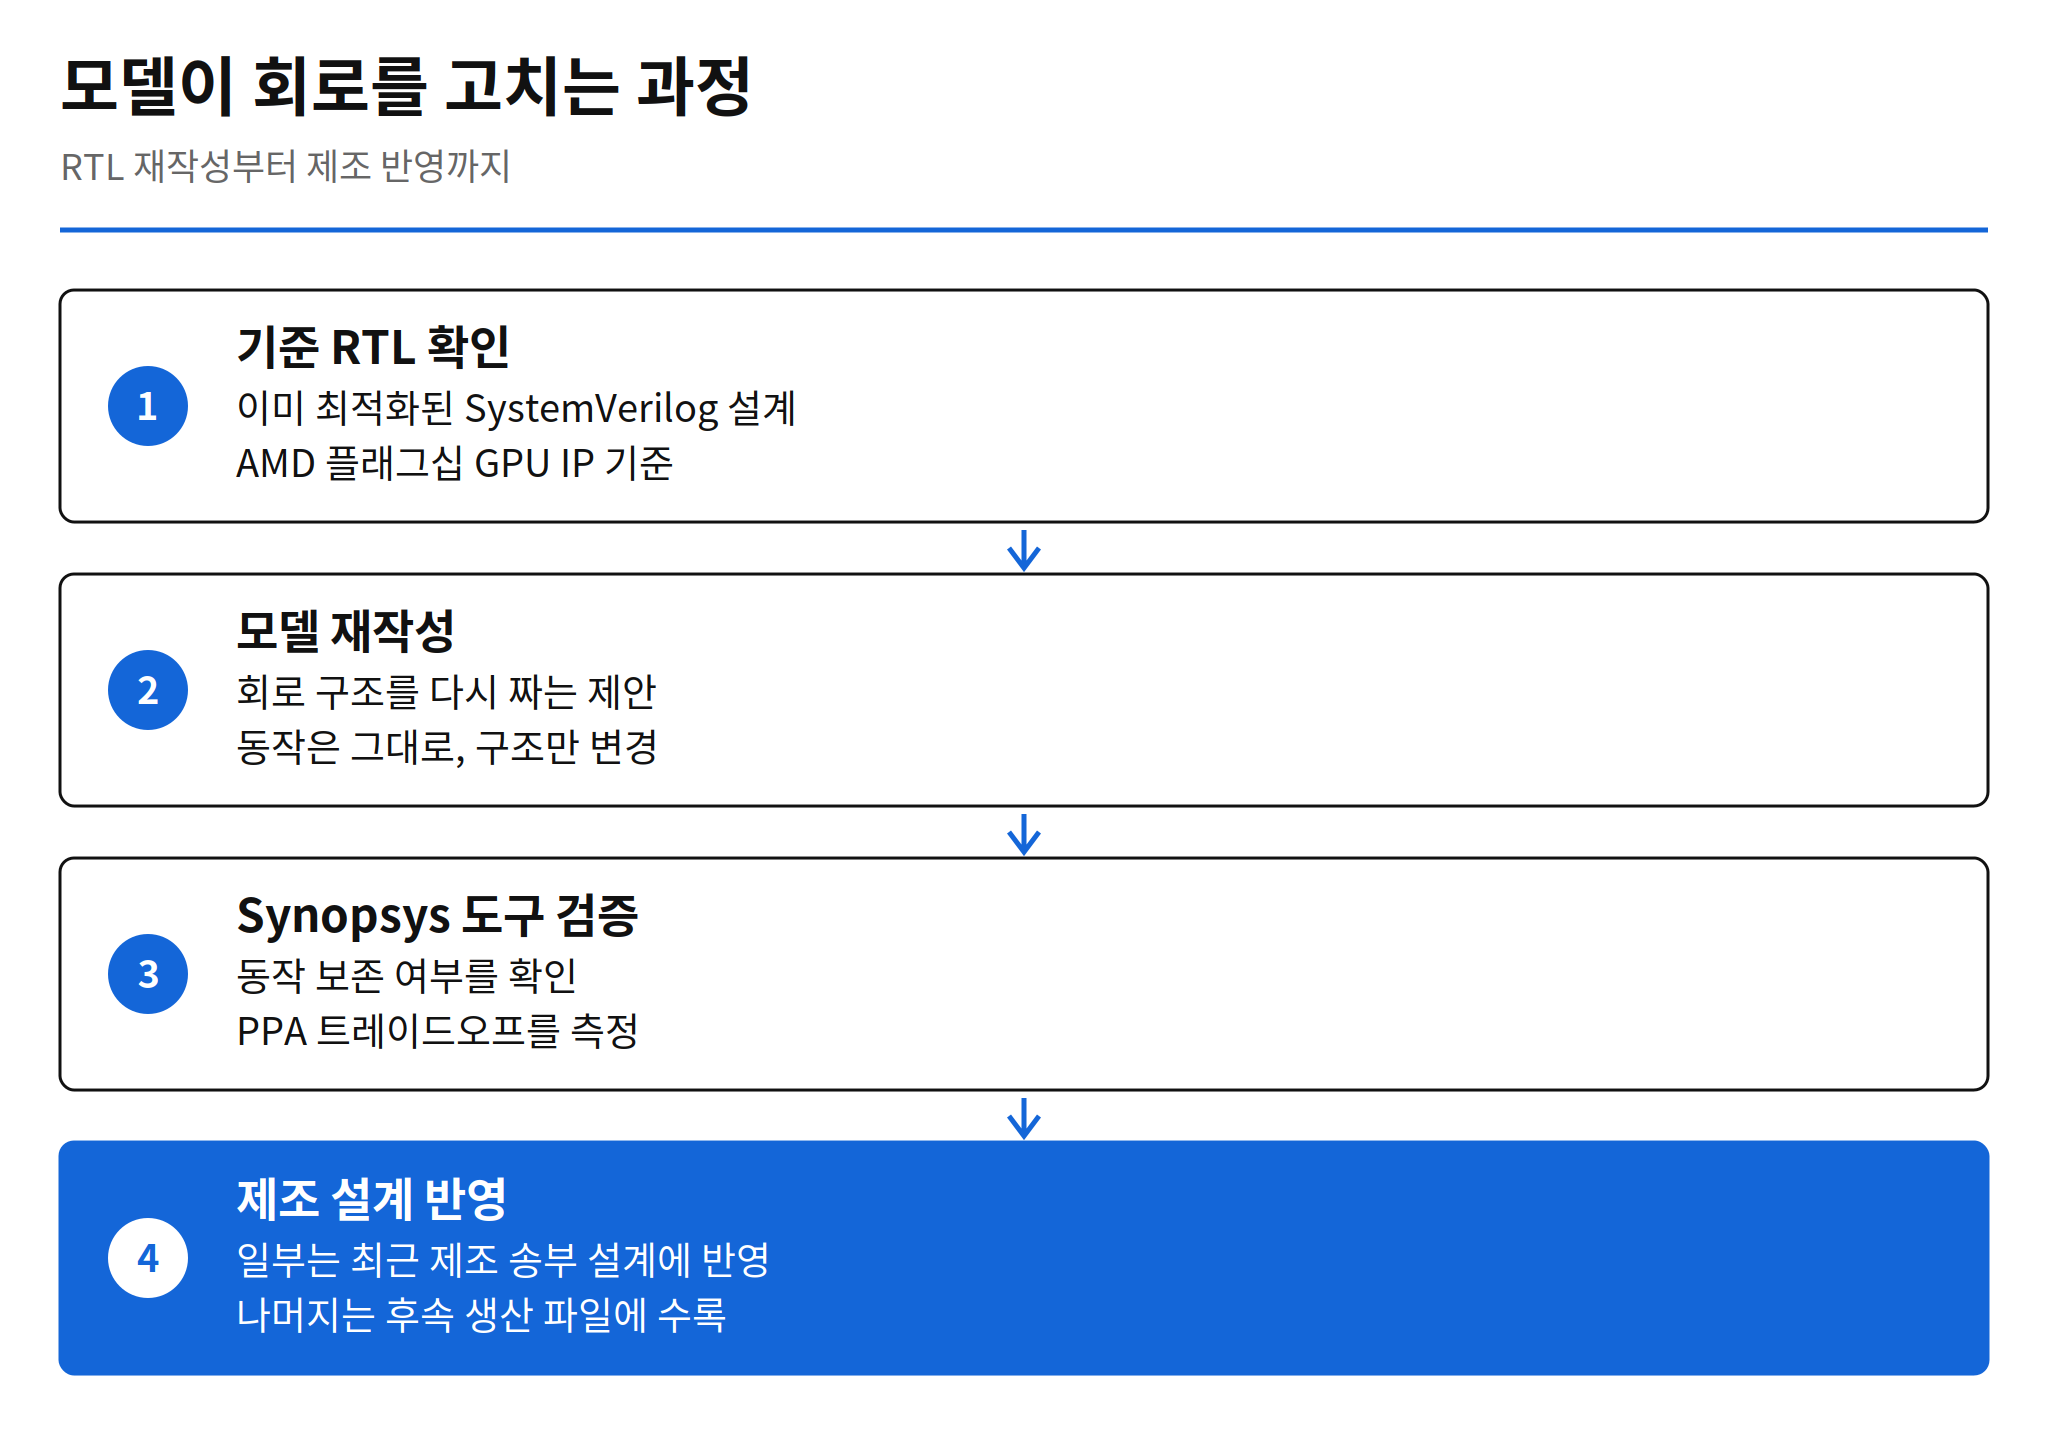 모델이 회로를 고치는 과정
RTL 재작성부터 제조 반영까지
1
기준 RTL 확인
이미 최적화된 SystemVerilog 설계
AMD 플래그십 GPU IP 기준
2
모델 재작성
회로 구조를 다시 짜는 제안
동작은 그대로, 구조만 변경
3
Synopsys 도구 검증
동작 보존 여부를 확인
PPA 트레이드오프를 측정
4
제조 설계 반영
일부는 최근 제조 송부 설계에 반영
나머지는 후속 생산 파일에 수록